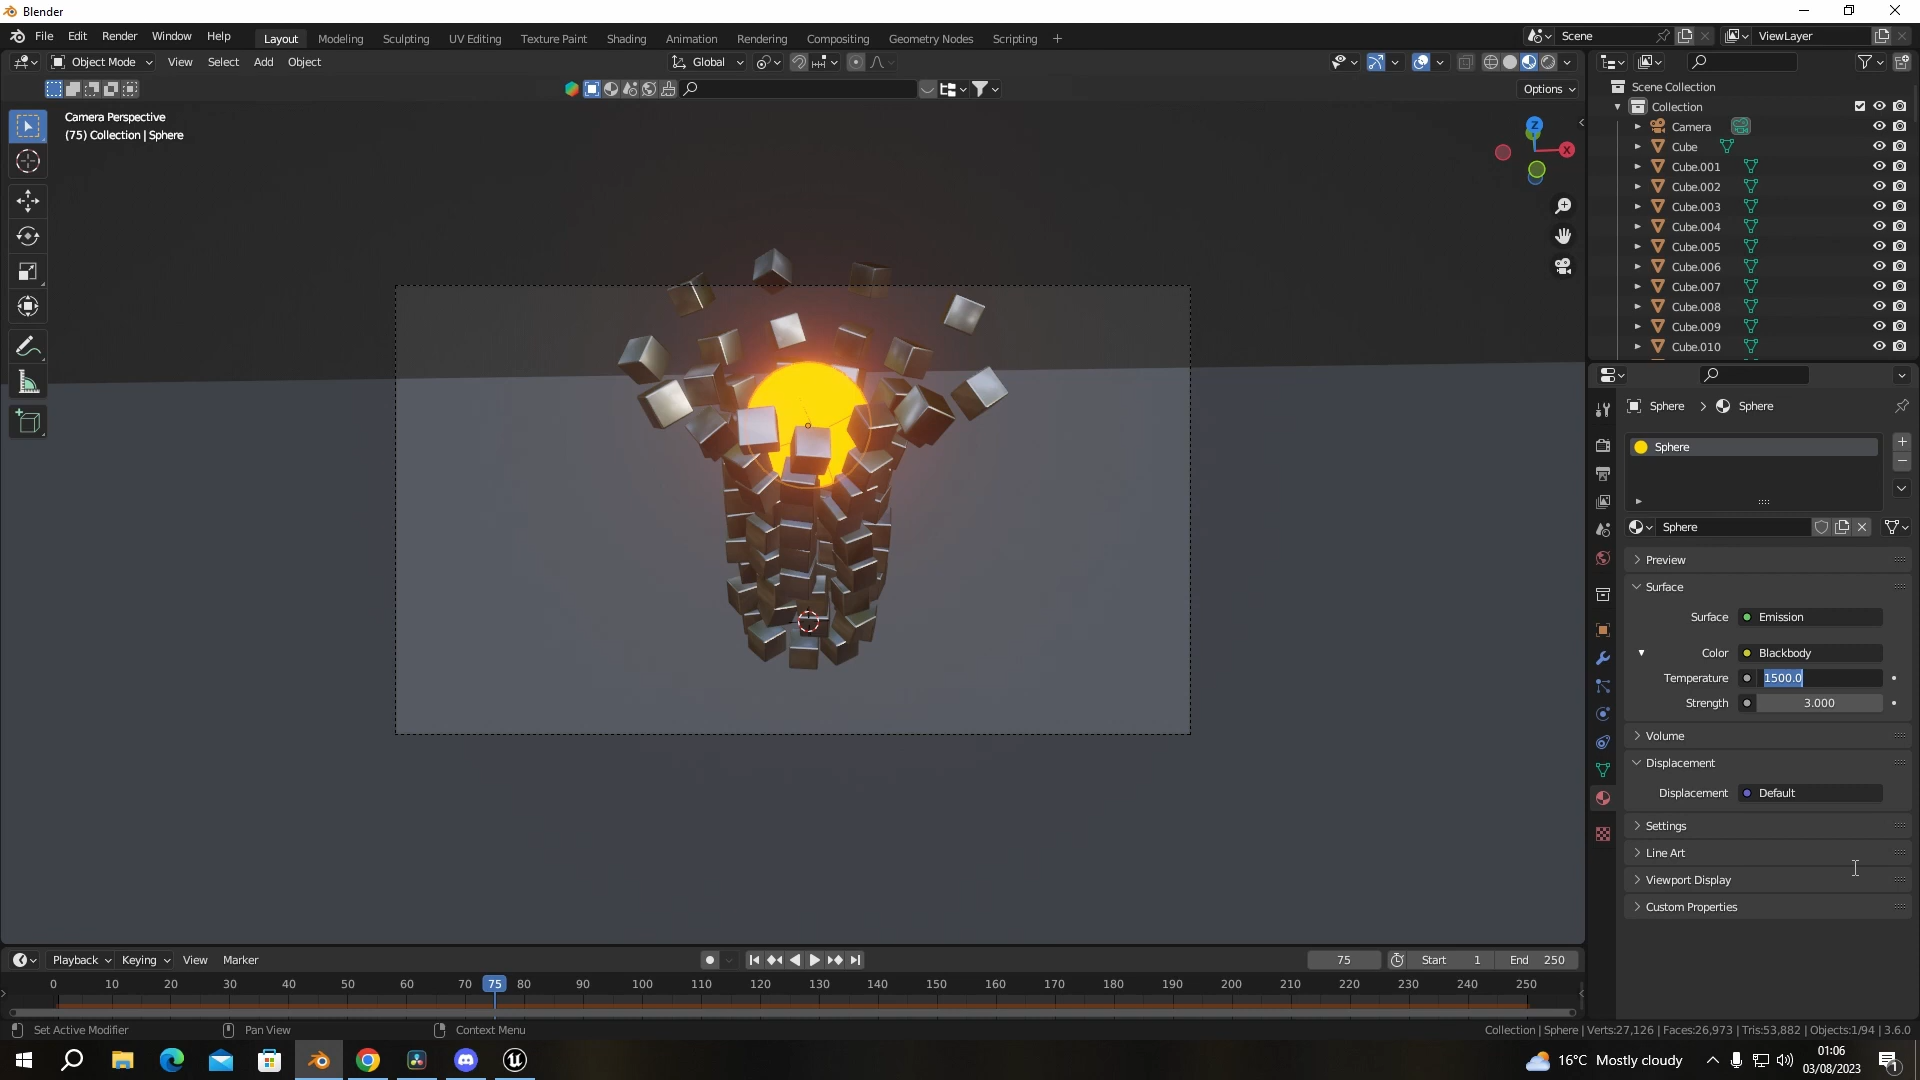 Blender
File Edit Render Window Help Layout Modeling Sculpting UV Editing Texture Paint Shading Animation Rendering Compositing Geometry Nodes Scripting + Scene ViewLayer
Object Mode View Select Add Object Global
Options
Camera Perspective
(75) Collection | Sphere
Z
X
Scene Collection
Collection
Camera
Cube
Cube.001
Cube.002
Cube.003
Cube.004
Cube.005
Cube.006
Cube.007
Cube.008
Cube.009
Cube.010
Sphere > Sphere
Sphere
Sphere
Preview
Surface
Surface Emission
Color Blackbody
Temperature 1500.0
Strength 3.000
Volume
Displacement
Displacement Default
Settings
Line Art
Viewport Display
Custom Properties
Playback Keying View Marker 75 Start 1 End 250
0 10 20 30 40 50 60 70 75 80 90 100 110 120 130 140 150 160 170 180 190 200 210 220 230 240 250
Set Active Modifier Pan View Context Menu Collection | Sphere | Verts:27,126 | Faces:26,973 | Tris:53,882 | Objects:1/94 | 3.6.0
16°C Mostly cloudy 01:06
03/08/2023 1